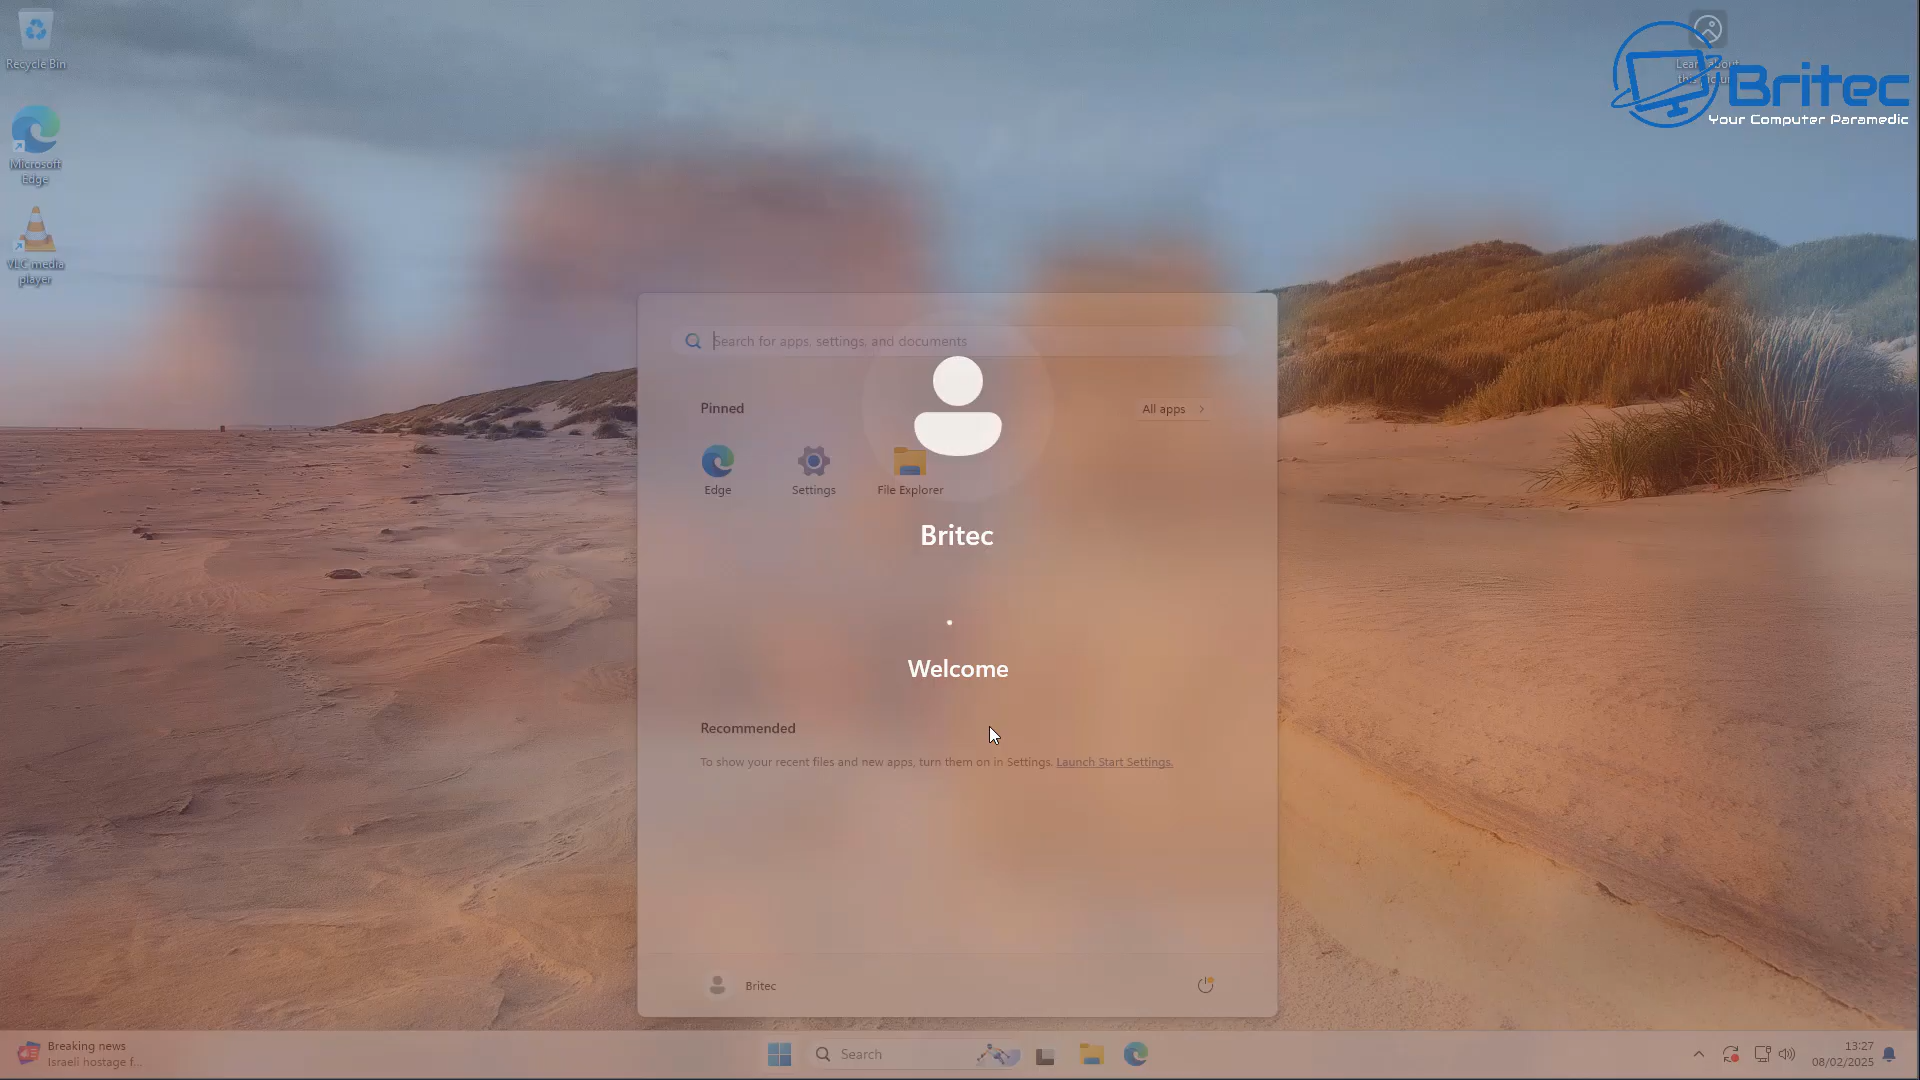 Recycle Bin
Microsoft
Edge
VLC media
player
Britec
Your Computer Paramedic
Search for apps, settings, and documents
Pinned
All apps
Edge
Settings
File Explorer
Britec
Welcome
Recommended
To show your recent files and new apps, turn them on in Settings. Launch Start Settings.
Britec
Breaking news
Israeli hostage f...
Search
13:27
08/02/2025